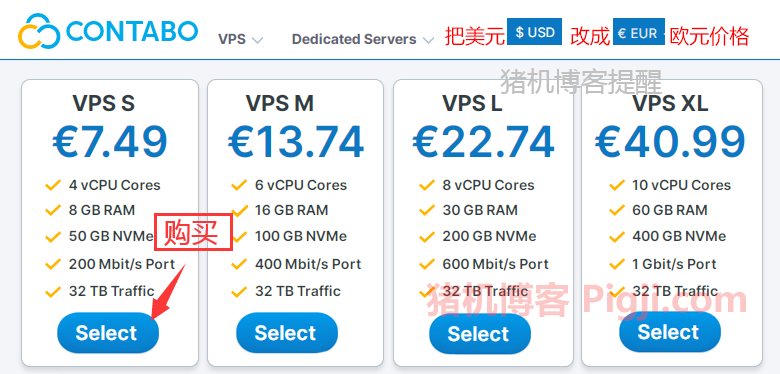 CONTABO
VPS Dedicated Servers 把美元 $ USD 改成 € EUR 欧元价格
猪机博客提醒
VPS S
€7.49
4 vCPU Cores
8 GB RAM
50 GB NVMe
200 Mbit/s Port
32 TB Traffic
Select
购买
VPS M
€13.74
6 vCPU Cores
16 GB RAM
100 GB NVMe
400 Mbit/s Port
32 TB Traffic
Select
VPS L
€22.74
8 vCPU Cores
30 GB RAM
200 GB NVMe
600 Mbit/s Port
32 TB Traffic
Select
VPS XL
€40.99
10 vCPU Cores
60 GB RAM
400 GB NVMe
1 Gbit/s Port
32 TB Traffic
Select
猪机博客 Pigji.com